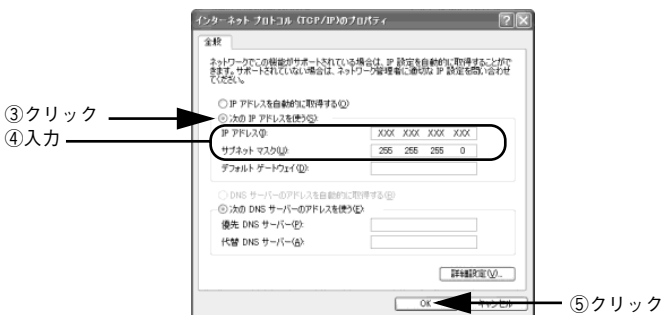 インターネット プロトコル (TCP/IP)のプロパティ
全般
ネットワークでこの機能がサポートされている場合は、IP 設定を自動的に取得することがで
きます。サポートされていない場合は、ネットワーク管理者に適切な IP 設定を問い合わせ
てください。
IP アドレスを自動的に取得する(O)
③クリック
次の IP アドレスを使う(S):
④入力
IP アドレス(I): XXX XXX XXX XXX
サブネット マスク(U): 255 255 255 0
デフォルト ゲートウェイ(D):
DNS サーバーのアドレスを自動的に取得する(B)
次の DNS サーバーのアドレスを使う(E):
優先 DNS サーバー(P):
代替 DNS サーバー(A):
詳細設定(V)...
OK キャンセル
⑤クリック